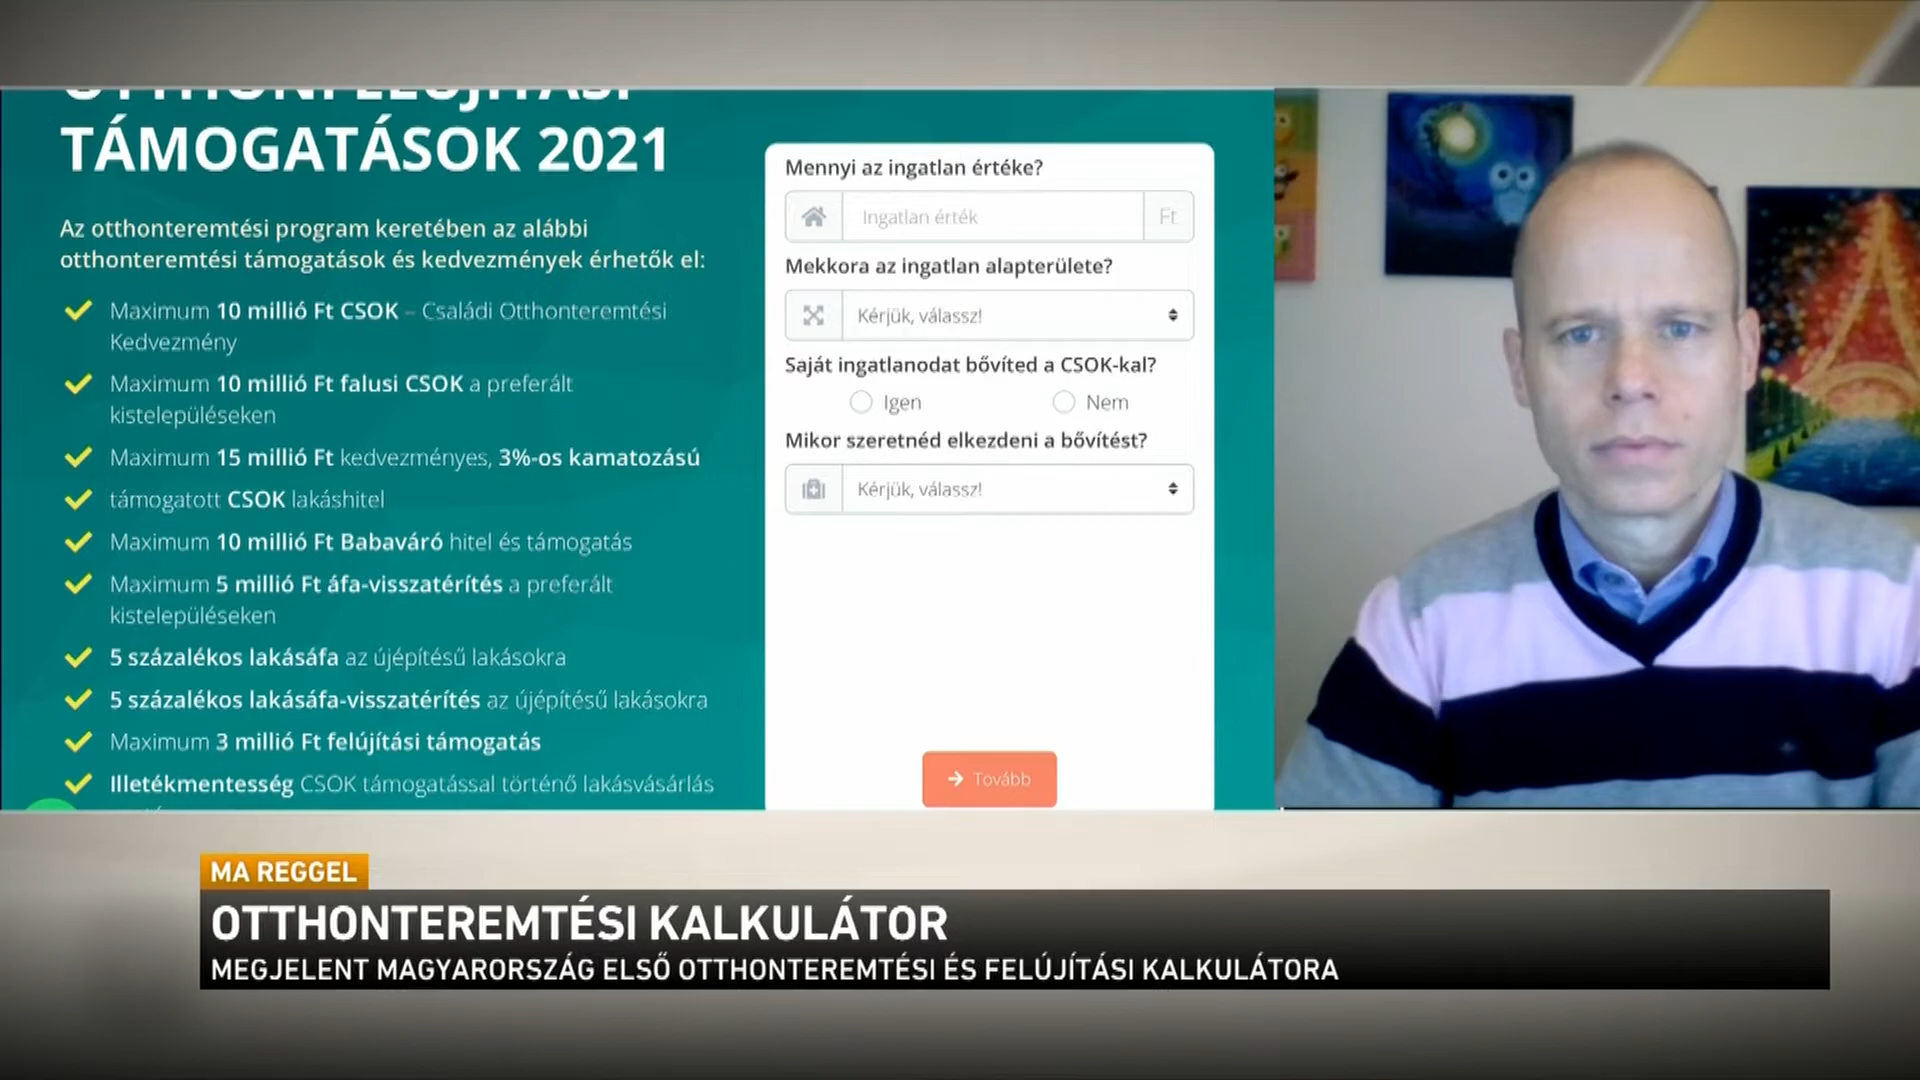 OTTHONFELÚJÍTÁSI
TÁMOGATÁSOK 2021
Az otthonteremtési program keretében az alábbi
otthonteremtési támogatások és kedvezmények érhetők el:
Maximum 10 millió Ft CSOK – Családi Otthonteremtési
Kedvezmény
Maximum 10 millió Ft falusi CSOK a preferált
kistelepüléseken
Maximum 15 millió Ft kedvezményes, 3%-os kamatozású
támogatott CSOK lakáshitel
Maximum 10 millió Ft Babaváró hitel és támogatás
Maximum 5 millió Ft áfa-visszatérítés a preferált
kistelepüléseken
5 százalékos lakásáfa az újépítésű lakásokra
5 százalékos lakásáfa-visszatérítés az újépítésű lakásokra
Maximum 3 millió Ft felújítási támogatás
Illetékmentesség CSOK támogatással történő lakásvásárlás
Mennyi az ingatlan értéke?
Ingatlan érték Ft
Mekkora az ingatlan alapterülete?
Kérjük, válassz!
Saját ingatlanodat bővíted a CSOK-kal?
Igen Nem
Mikor szeretnéd elkezdeni a bővítést?
Kérjük, válassz!
Tovább
MA REGGEL
OTTHONTEREMTÉSI KALKULÁTOR
MEGJELENT MAGYARORSZÁG ELSŐ OTTHONTEREMTÉSI ÉS FELÚJÍTÁSI KALKULÁTORA